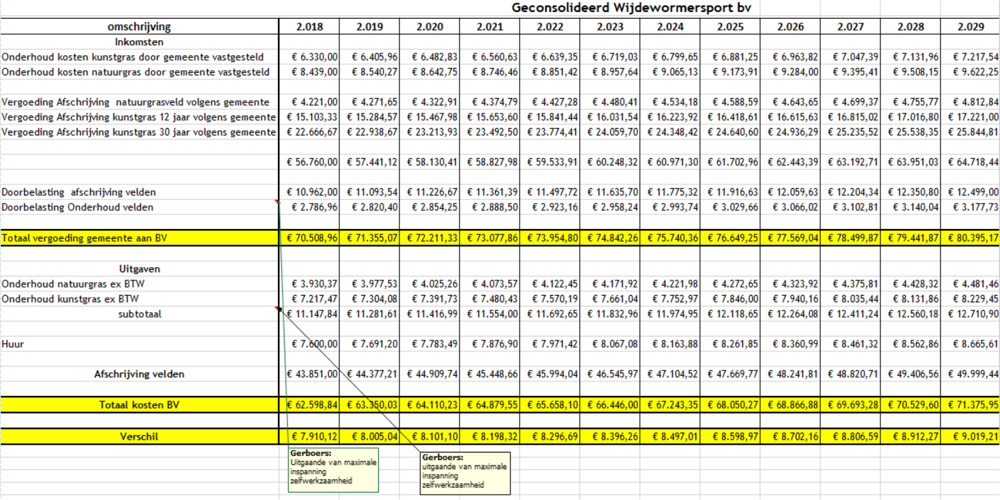 Geconsolideerd Wijdewormersport bv
omschrijving 2.018 2.019 2.020 2.021 2.022 2.023 2.024 2.025 2.026 2.027 2.028 2.029
Inkomsten
Onderhoud kosten kunstgras door gemeente vastgesteld € 6.330,00 € 6.405,96 € 6.482,83 € 6.560,63 € 6.639,35 € 6.719,03 € 6.799,65 € 6.881,25 € 6.963,82 € 7.047,39 € 7.131,96 € 7.217,54
Onderhoud kosten natuurgras door gemeente vastgesteld € 8.439,00 € 8.540,27 € 8.642,75 € 8.746,46 € 8.851,42 € 8.957,64 € 9.065,13 € 9.173,91 € 9.284,00 € 9.395,41 € 9.508,15 € 9.622,25
Vergoeding Afschrijving natuurgrasveld volgens gemeente € 4.221,00 € 4.271,65 € 4.322,91 € 4.374,79 € 4.427,28 € 4.480,41 € 4.534,18 € 4.588,59 € 4.643,65 € 4.699,37 € 4.755,77 € 4.812,84
Vergoeding Afschrijving kunstgras 12 jaar volgens gemeente € 15.103,33 € 15.284,57 € 15.467,98 € 15.653,60 € 15.841,44 € 16.031,54 € 16.223,92 € 16.418,61 € 16.615,63 € 16.815,02 € 17.016,80 € 17.221,00
Vergoeding Afschrijving kunstgras 30 jaar volgens gemeente € 22.666,67 € 22.938,67 € 23.213,93 € 23.492,50 € 23.774,41 € 24.059,70 € 24.348,42 € 24.640,60 € 24.936,29 € 25.235,52 € 25.538,35 € 25.844,81
€ 56.760,00 € 57.441,12 € 58.130,41 € 58.827,98 € 59.533,91 € 60.248,32 € 60.971,30 € 61.702,96 € 62.443,39 € 63.192,71 € 63.951,03 € 64.718,44
Doorbelasting afschrijving velden € 10.962,00 € 11.093,54 € 11.226,67 € 11.361,39 € 11.497,72 € 11.635,70 € 11.775,32 € 11.916,63 € 12.059,63 € 12.204,34 € 12.350,80 € 12.499,00
Doorbelasting Onderhoud velden € 2.786,96 € 2.820,40 € 2.854,25 € 2.888,50 € 2.923,16 € 2.958,24 € 2.993,74 € 3.029,66 € 3.066,02 € 3.102,81 € 3.140,04 € 3.177,73
Totaal vergoeding gemeente aan BV € 70.508,96 € 71.355,07 € 72.211,33 € 73.077,86 € 73.954,80 € 74.842,26 € 75.740,36 € 76.649,25 € 77.569,04 € 78.499,87 € 79.441,87 € 80.395,17
Uitgaven
Onderhoud natuurgras ex BTW € 3.930,37 € 3.977,53 € 4.025,26 € 4.073,57 € 4.122,45 € 4.171,92 € 4.221,98 € 4.272,65 € 4.323,92 € 4.375,81 € 4.428,32 € 4.481,46
Onderhoud kunstgras ex BTW € 7.217,47 € 7.304,08 € 7.391,73 € 7.480,43 € 7.570,19 € 7.661,04 € 7.752,97 € 7.846,00 € 7.940,16 € 8.035,44 € 8.131,86 € 8.229,45
subtotaal € 11.147,84 € 11.281,61 € 11.416,99 € 11.554,00 € 11.692,65 € 11.832,96 € 11.974,95 € 12.118,65 € 12.264,08 € 12.411,24 € 12.560,18 € 12.710,90
Huur € 7.600,00 € 7.691,20 € 7.783,49 € 7.876,90 € 7.971,42 € 8.067,08 € 8.163,88 € 8.261,85 € 8.360,99 € 8.461,32 € 8.562,86 € 8.665,61
Afschrijving velden € 43.851,00 € 44.377,21 € 44.909,74 € 45.448,66 € 45.994,04 € 46.545,97 € 47.104,52 € 47.669,77 € 48.241,81 € 48.820,71 € 49.406,56 € 49.999,44
Totaal kosten BV € 62.598,84 € 63.350,03 € 64.110,23 € 64.879,55 € 65.658,10 € 66.446,00 € 67.243,35 € 68.050,27 € 68.866,88 € 69.693,28 € 70.529,60 € 71.375,95
Verschil € 7.910,12 € 8.005,04 € 8.101,10 € 8.198,32 € 8.296,69 € 8.396,26 € 8.497,01 € 8.598,97 € 8.702,16 € 8.806,59 € 8.912,27 € 9.019,21
Gerboers:
Uitgaande van maximale
inspanning
zelfwerkzaamheid
Gerboers:
uitgaande van maximale
inspanning
zelfwerkzaamheid